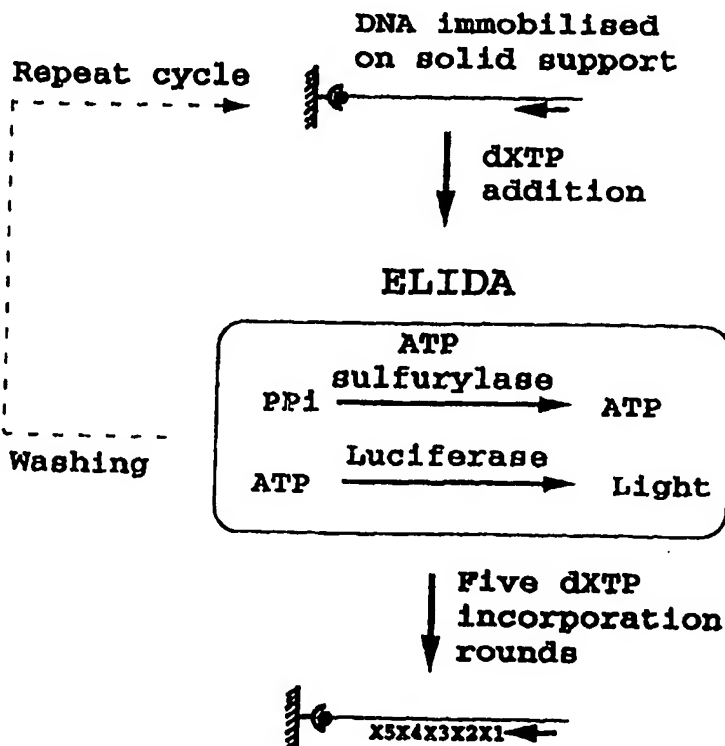 DNA immobilised
on solid support
Repeat cycle
dXTP
addition
ELIDA
ATP
sulfurylase
PPi
ATP
Luciferase
ATP
Light
Washing
Five dXTP
incorporation
rounds
X5X4X3X2X1